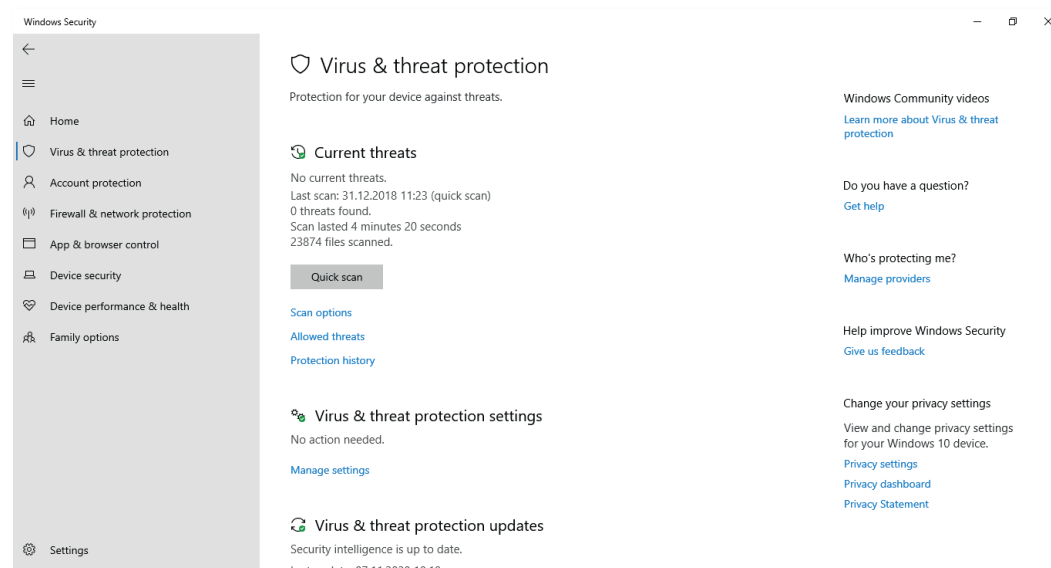 Windows Security
Home
Virus & threat protection
Account protection
Firewall & network protection
App & browser control
Device security
Device performance & health
Family options
Settings
Virus & threat protection
Protection for your device against threats.
Current threats
No current threats.
Last scan: 31.12.2018 11:23 (quick scan)
0 threats found.
Scan lasted 4 minutes 20 seconds
23874 files scanned.
Quick scan
Scan options
Allowed threats
Protection history
Virus & threat protection settings
No action needed.
Manage settings
Virus & threat protection updates
Security intelligence is up to date.
Windows Community videos
Learn more about Virus & threat
protection
Do you have a question?
Get help
Who's protecting me?
Manage providers
Help improve Windows Security
Give us feedback
Change your privacy settings
View and change privacy settings
for your Windows 10 device.
Privacy settings
Privacy dashboard
Privacy Statement